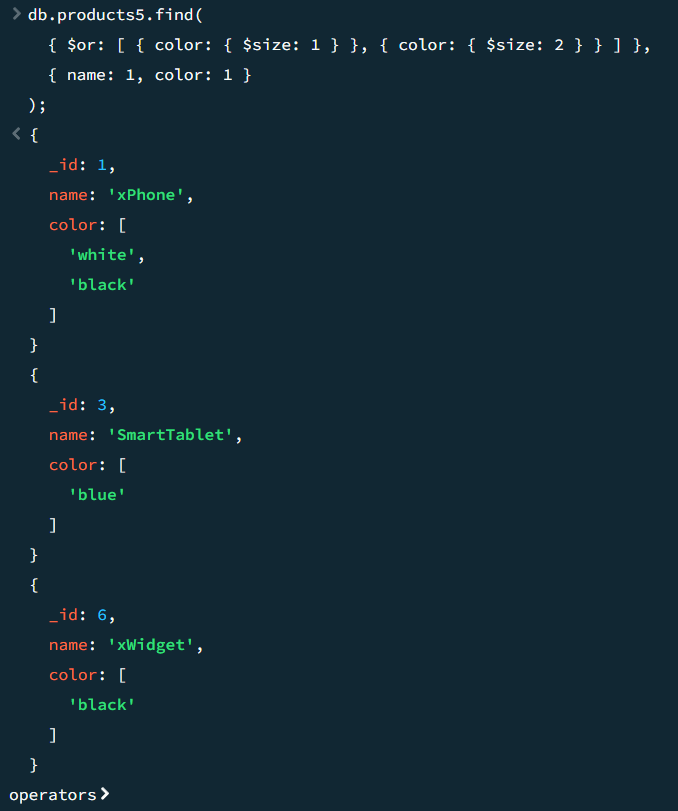 > db.products5.find(
  { $or: [ { color: { $size: 1 } }, { color: { $size: 2 } } ] },
  { name: 1, color: 1 }
);
< {
  _id: 1,
  name: 'xPhone',
  color: [
    'white',
    'black'
  ]
}
{
  _id: 3,
  name: 'SmartTablet',
  color: [
    'blue'
  ]
}
{
  _id: 6,
  name: 'xWidget',
  color: [
    'black'
  ]
}
operators>